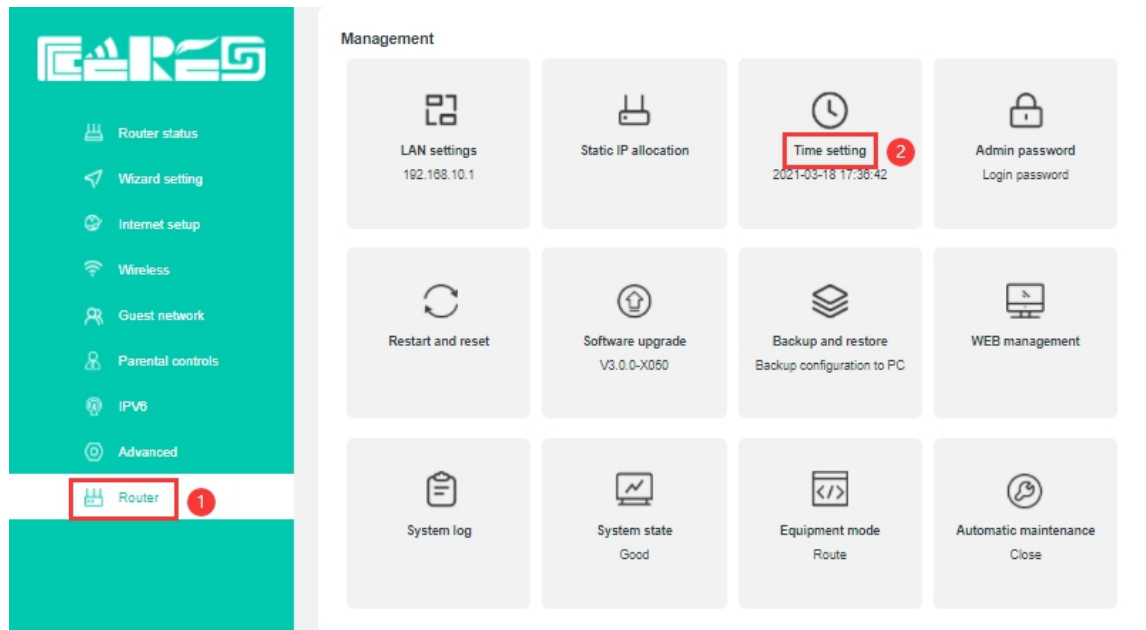 Router status
Wizard setting
Internet setup
Wireless
Guest network
Parental controls
IPV6
Advanced
Router
1
Management
LAN settings
192.168.10.1
Static IP allocation
Time setting
2
2021-03-18 17:36:42
Admin password
Login password
Restart and reset
Software upgrade
V3.0.0-X050
Backup and restore
Backup configuration to PC
WEB management
System log
System state
Good
Equipment mode
Route
Automatic maintenance
Close